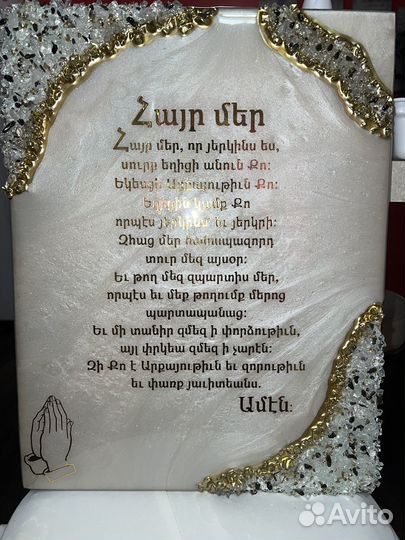 Հայր մեր
Հայր մեր, որ յերկինս ես,
սուրբ եղիցի անուն Քո:
Եկեսցե Արքայութիւն Քո:
Եղիցին կամք Քո
որպէս յերկինս եւ յերկրի:
Զհաց մեր հանապազորդ
տուր մեզ այսօր:
Եւ թող մեզ զպարտիս մեր,
որպէս եւ մեք թողումք մերոց
պարտապանաց:
Եւ մի տանիր զմեզ ի փորձութիւն,
այլ փրկեա զմեզ ի չարէն:
Զի Քո է Արքայութիւն եւ զօրութիւն
եւ փառք յաւիտեանս.
Ամէն:
Avito